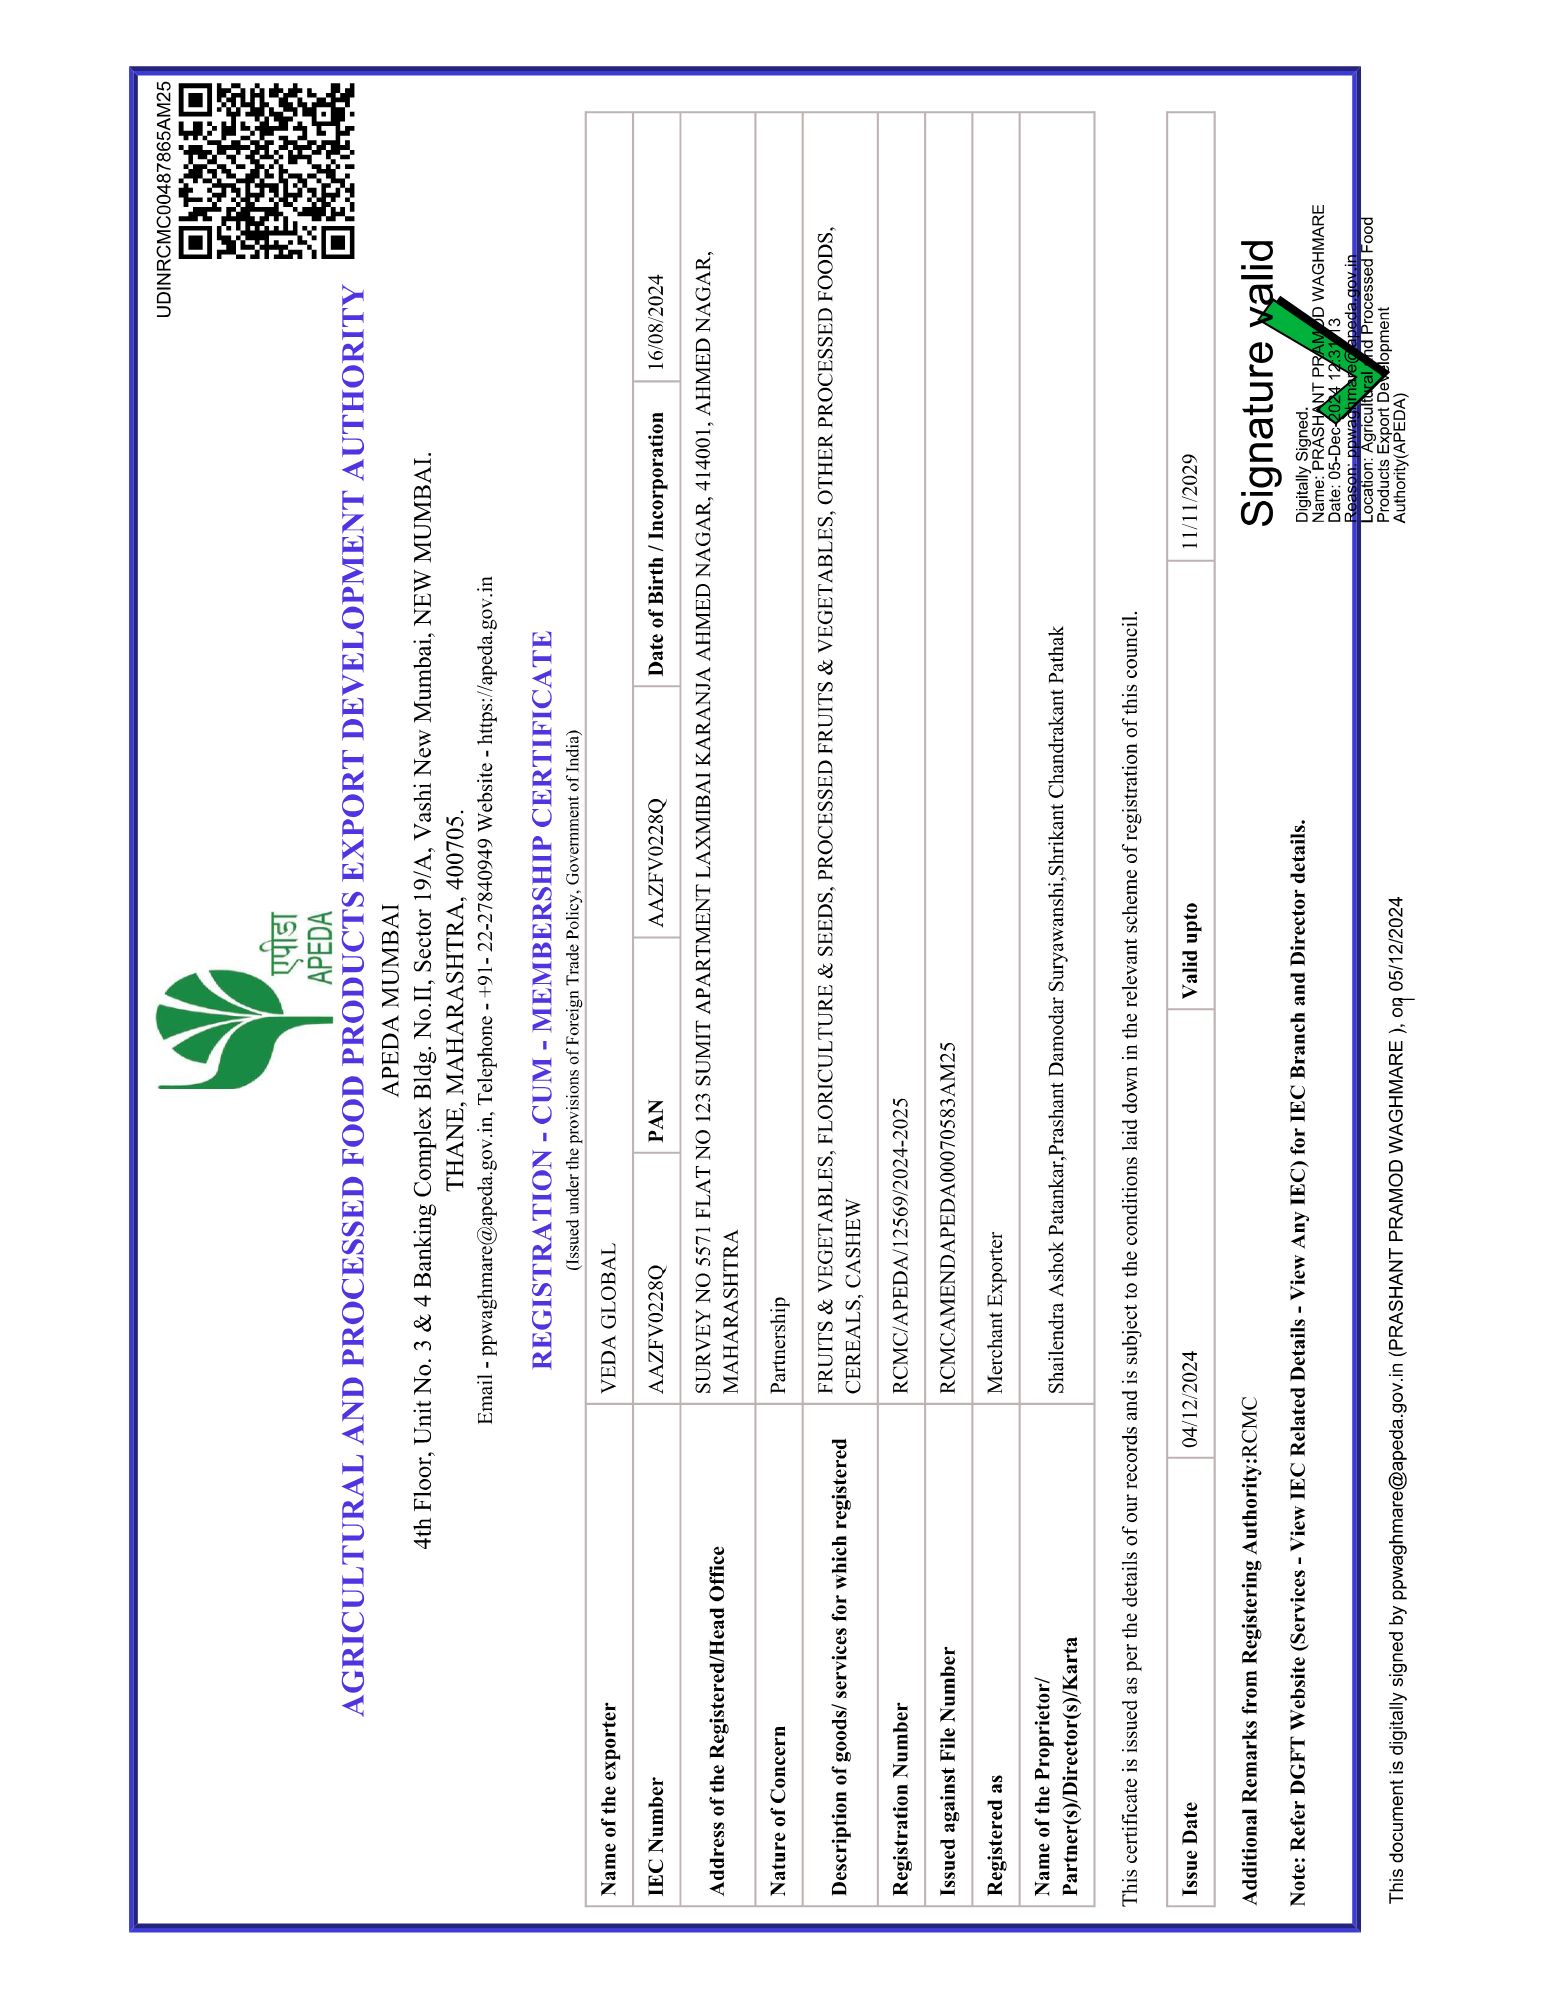 UDINRCMC00487865AM25
एपीडा
APEDA
AGRICULTURAL AND PROCESSED FOOD PRODUCTS EXPORT DEVELOPMENT AUTHORITY
APEDA MUMBAI
4th Floor, Unit No. 3 & 4 Banking Complex Bldg. No.II, Sector 19/A, Vashi New Mumbai, NEW MUMBAI.
THANE, MAHARASHTRA, 400705.
Email - ppwaghmare@apeda.gov.in, Telephone - +91- 22-27840949 Website - https://apeda.gov.in
REGISTRATION - CUM - MEMBERSHIP CERTIFICATE
(Issued under the provisions of Foreign Trade Policy, Government of India)
Name of the exporter VEDA GLOBAL
IEC Number AAZFV0228Q PAN AAZFV0228Q Date of Birth / Incorporation 16/08/2024
Address of the Registered/Head Office SURVEY NO 5571 FLAT NO 123 SUMIT APARTMENT LAXMIBAI KARANJA AHMED NAGAR, 414001, AHMED NAGAR,
MAHARASHTRA
Nature of Concern Partnership
Description of goods/ services for which registered FRUITS & VEGETABLES, FLORICULTURE & SEEDS, PROCESSED FRUITS & VEGETABLES, OTHER PROCESSED FOODS,
CEREALS, CASHEW
Registration Number RCMC/APEDA/12569/2024-2025
Issued against File Number RCMCAMENDAPEDA00070583AM25
Registered as Merchant Exporter
Name of the Proprietor/
Partner(s)/Director(s)/Karta Shailendra Ashok Patankar,Prashant Damodar Suryawanshi,Shrikant Chandrakant Pathak
This certificate is issued as per the details of our records and is subject to the conditions laid down in the relevant scheme of registration of this council.
Issue Date 04/12/2024 Valid upto 11/11/2029
Additional Remarks from Registering Authority:RCMC
Note: Refer DGFT Website (Services - View IEC Related Details - View Any IEC) for IEC Branch and Director details.
Signature valid
Digitally Signed.
Name: PRASHANT PRAMOD WAGHMARE
Date: 05-Dec-2024 12:31:13
Reason: ppwaghmare@apeda.gov.in
Location: Agricultural and Processed Food
Products Export Development
Authority(APEDA)
This document is digitally signed by ppwaghmare@apeda.gov.in (PRASHANT PRAMOD WAGHMARE ), on 05/12/2024